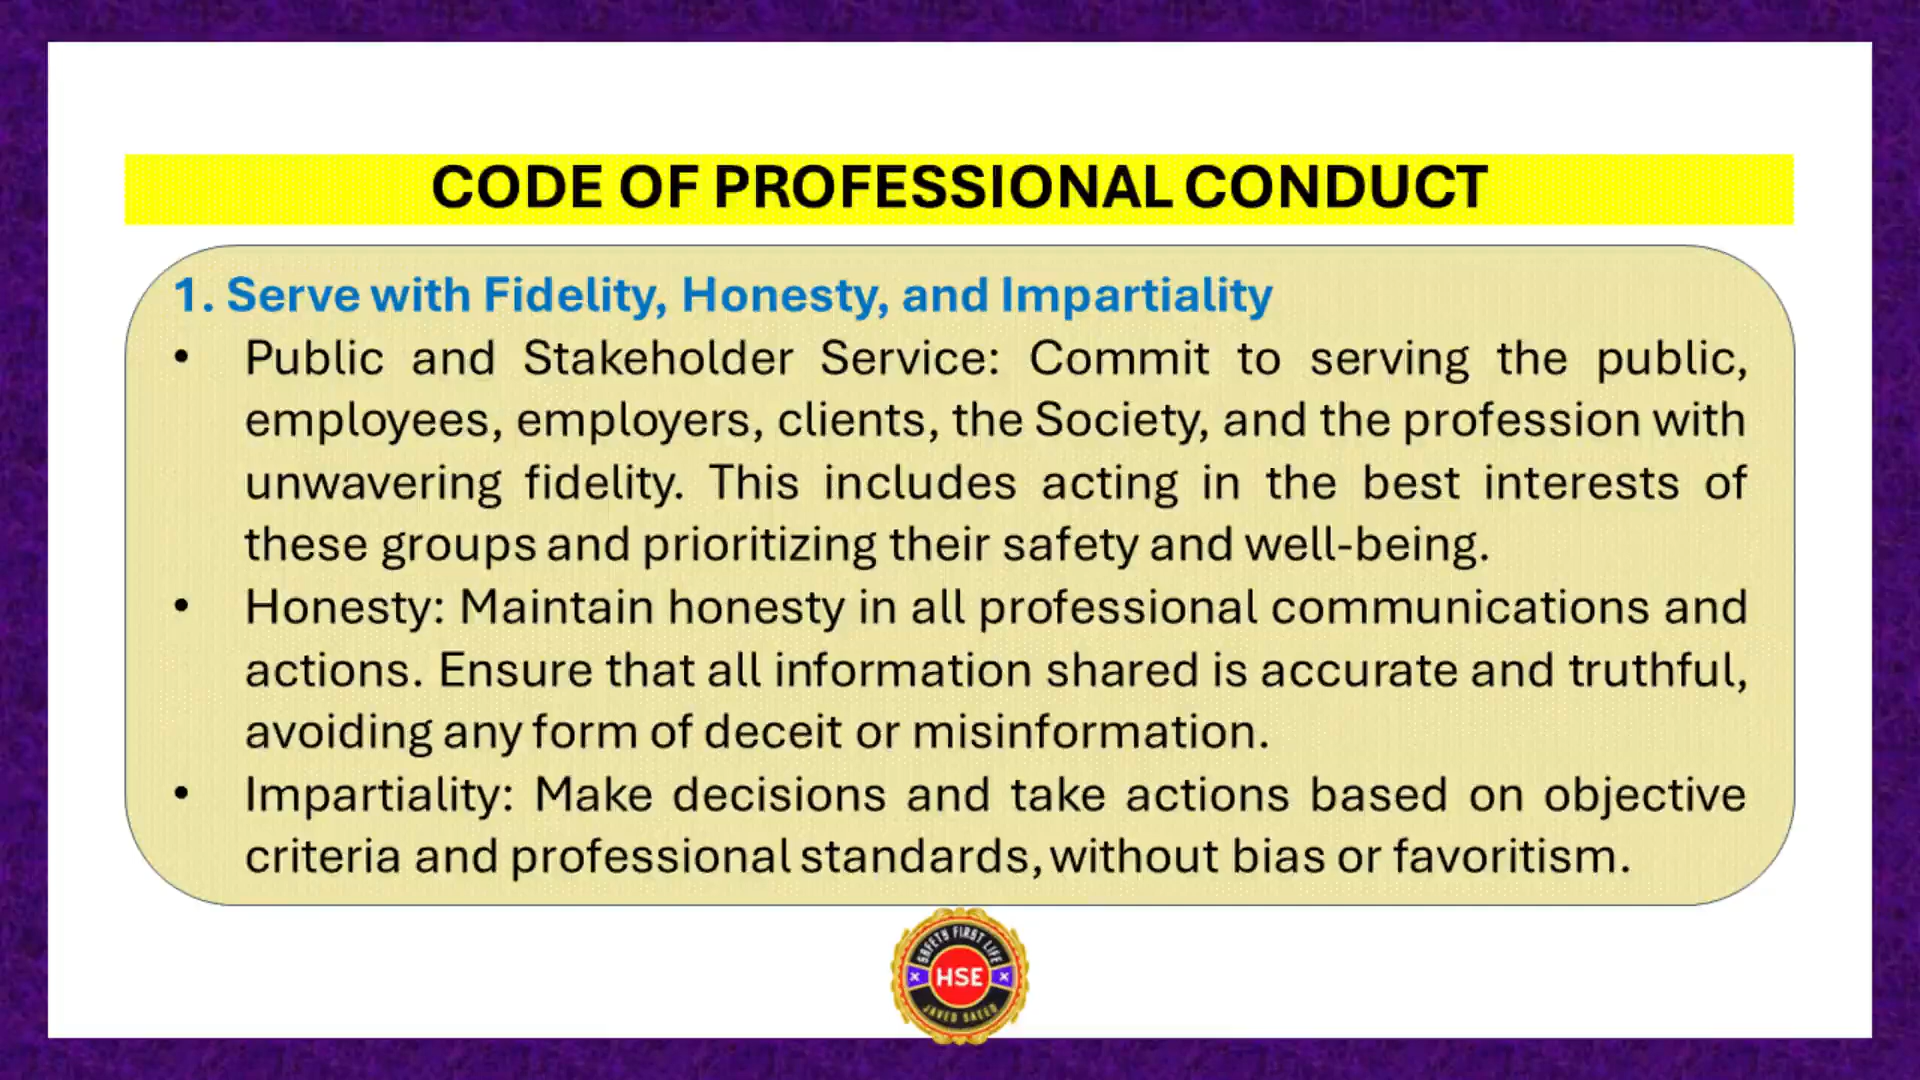 CODE OF PROFESSIONAL CONDUCT
1. Serve with Fidelity, Honesty, and Impartiality
• Public and Stakeholder Service: Commit to serving the public,
employees, employers, clients, the Society, and the profession with
unwavering fidelity. This includes acting in the best interests of
these groups and prioritizing their safety and well-being.
• Honesty: Maintain honesty in all professional communications and
actions. Ensure that all information shared is accurate and truthful,
avoiding any form of deceit or misinformation.
• Impartiality: Make decisions and take actions based on objective
criteria and professional standards, without bias or favoritism.
SAFETY FIRST LIFE
HSE
JAVED SAEED